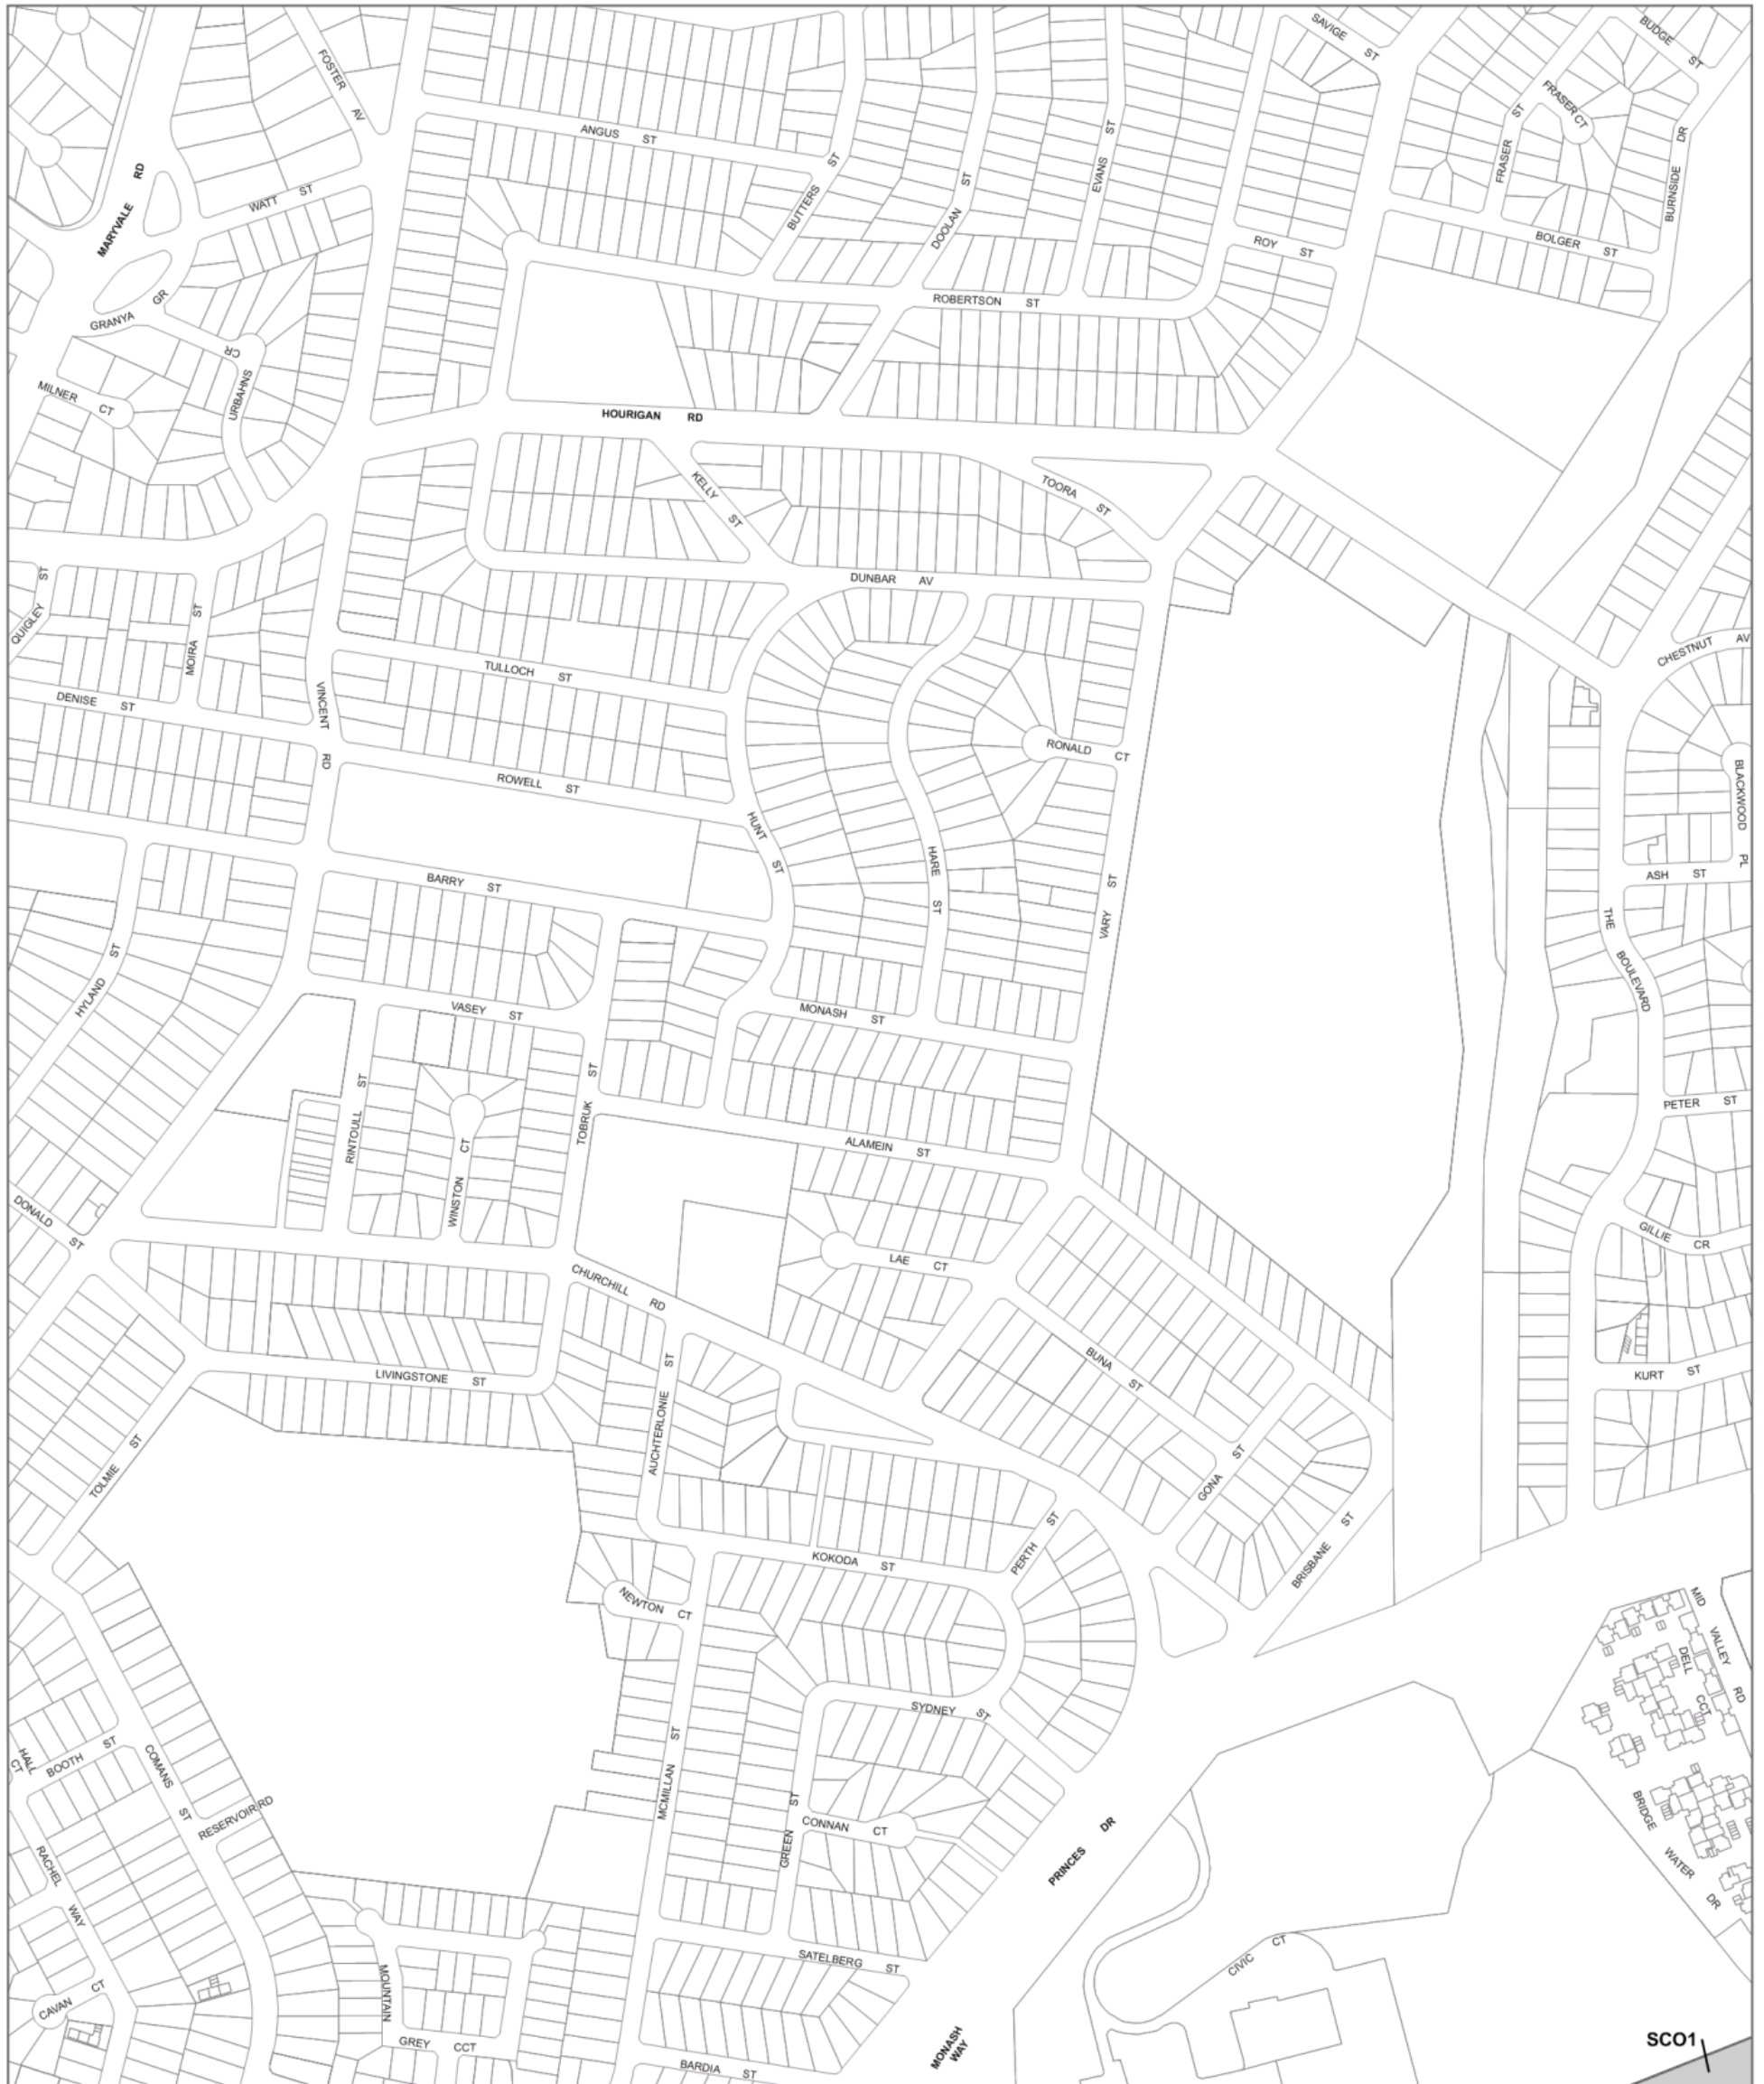 SAVIGE ST
BUDGE ST
FOSTER AV
FRASER CT
FRASER ST
BURNSIDE DR
ANGUS ST
EVANS ST
BUTTERS ST
DOOLAN ST
MARYVALE RD
WATT ST
ROY ST
BOLGER ST
ROBERTSON ST
GRANYA GR
URBAHNS CR
MILNER CT
HOURIGAN RD
KELLY ST
TOORA ST
DUNBAR AV
QUIGLEY ST
MOIRA ST
CHESTNUT AV
TULLOCH ST
DENISE ST
VINCENT RD
RONALD CT
BLACKWOOD PL
ROWELL ST
HUNT ST
HARE ST
VARY ST
ASH ST
BARRY ST
THE BOULEVARD
HYLAND ST
VASEY ST
MONASH ST
RINTOULL ST
TOBRUK ST
WINSTON CT
PETER ST
ALAMEIN ST
DONALD ST
GILLIE CR
LAE CT
CHURCHILL RD
BUNA ST
LIVINGSTONE ST
KURT ST
AUCHTERLONIE ST
TOLMIE ST
GONA ST
PERTH ST
BRISBANE ST
KOKODA ST
NEWTON CT
MID VALLEY RD
DELL CCT
SYDNEY ST
HALL CT
BOOTH ST
COMANS ST
MCMILLAN ST
RESERVOIR RD
GREEN ST
CONNAN CT
PRINCES DR
BRIDGE WATER DR
RACHEL WAY
SATELBERG ST
CIVIC CT
CAVAN CT
MOUNTAIN GREY CCT
MONASH
WAY
BARDIA ST
SCO1